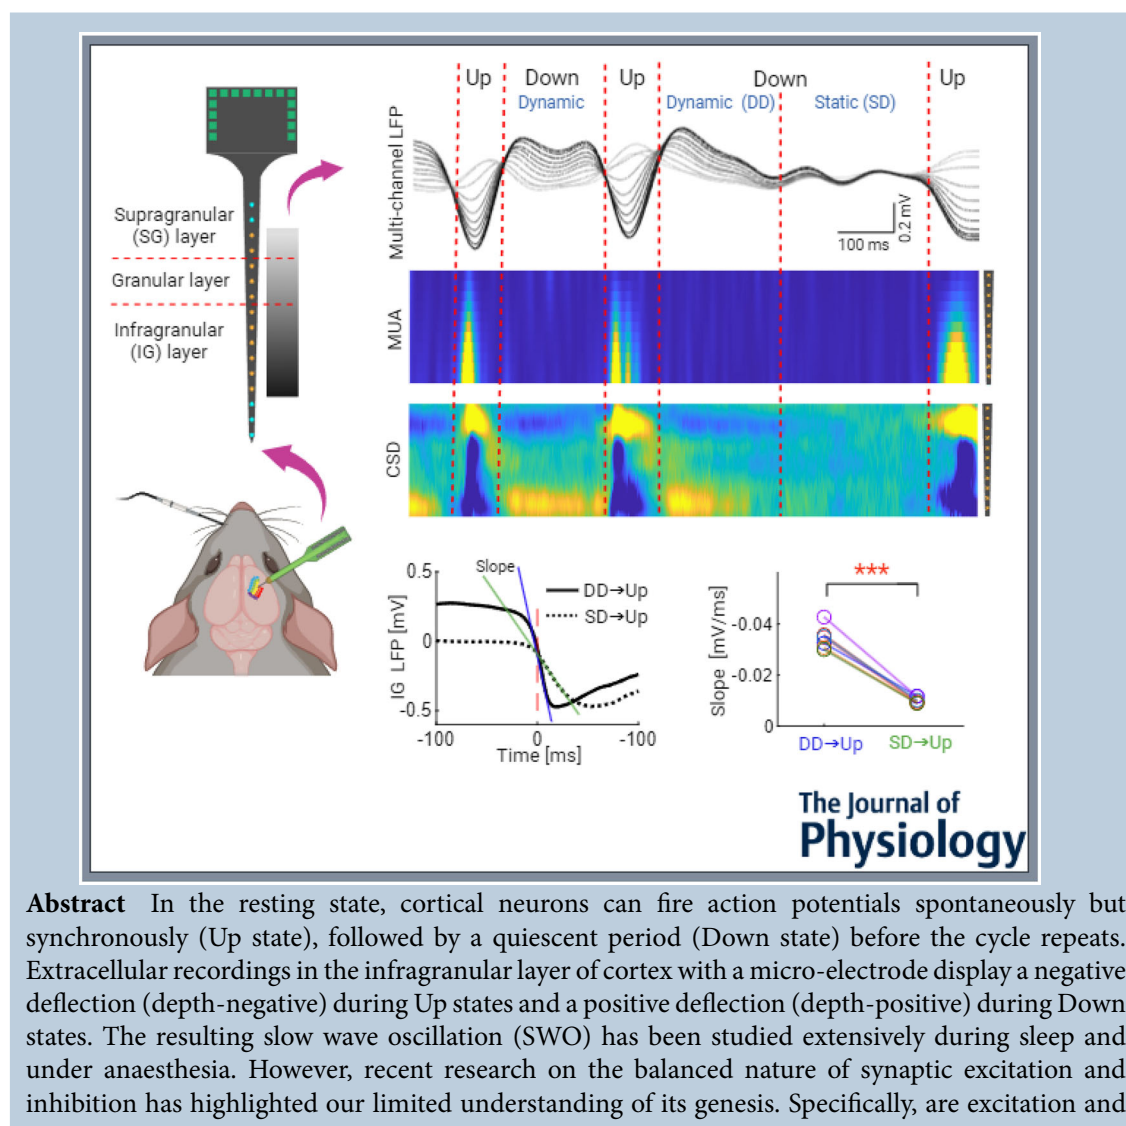 Up
Down
Up
Down
Up
Dynamic
Dynamic (DD)
Static (SD)
Multi-channel LFP
0.2 mV
100 ms
Supragranular
(SG) layer
Granular layer
Infragranular
(IG) layer
MUA
CSD
Slope
0.5
0
-0.5
IG LFP [mV]
DD→Up
SD→Up
-100
0
-100
Time [ms]
***
-0.04
-0.02
0
Slope [mV/ms]
DD→Up
SD→Up
The Journal of
Physiology
Abstract In the resting state, cortical neurons can fire action potentials spontaneously but
synchronously (Up state), followed by a quiescent period (Down state) before the cycle repeats.
Extracellular recordings in the infragranular layer of cortex with a micro-electrode display a negative
deflection (depth-negative) during Up states and a positive deflection (depth-positive) during Down
states. The resulting slow wave oscillation (SWO) has been studied extensively during sleep and
under anaesthesia. However, recent research on the balanced nature of synaptic excitation and
inhibition has highlighted our limited understanding of its genesis. Specifically, are excitation and